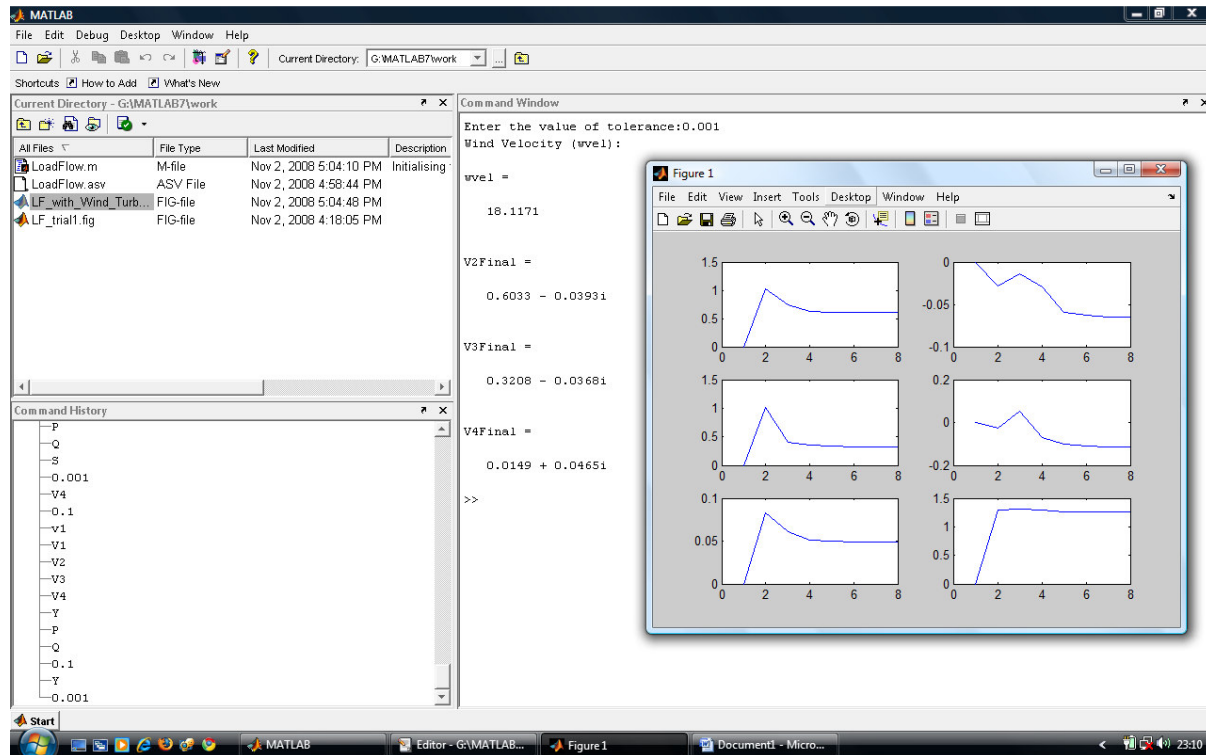 MATLAB
File Edit Debug Desktop Window Help
Current Directory: G:\MATLAB7\work
Shortcuts How to Add What's New
Current Directory - G:\MATLAB7\work
All Files File Type Last Modified Description
LoadFlow.m M-file Nov 2, 2008 5:04:10 PM Initialising
LoadFlow.asv ASV File Nov 2, 2008 4:58:44 PM
LF_with_Wind_Turb... FIG-file Nov 2, 2008 5:04:48 PM
LF_trial1.fig FIG-file Nov 2, 2008 4:18:05 PM
Command History
P
Q
S
0.001
V4
0.1
v1
V1
V2
V3
V4
Y
P
Q
0.1
Y
0.001
Command Window
Enter the value of tolerance:0.001
Wind Velocity (wvel):
wvel =
18.1171
V2Final =
0.6033 - 0.0393i
V3Final =
0.3208 - 0.0368i
V4Final =
0.0149 + 0.0465i
>>
Figure 1
File Edit View Insert Tools Desktop Window Help
1.5
1
0.5
0
0 2 4 6 8
0
-0.05
-0.1
0 2 4 6 8
1.5
1
0.5
0
0 2 4 6 8
0.2
0
-0.2
0 2 4 6 8
0.1
0.05
0
0 2 4 6 8
1.5
1
0.5
0
0 2 4 6 8
Start
MATLAB
Editor - G:\MATLAB...
Figure 1
Document1 - Micro...
23:10